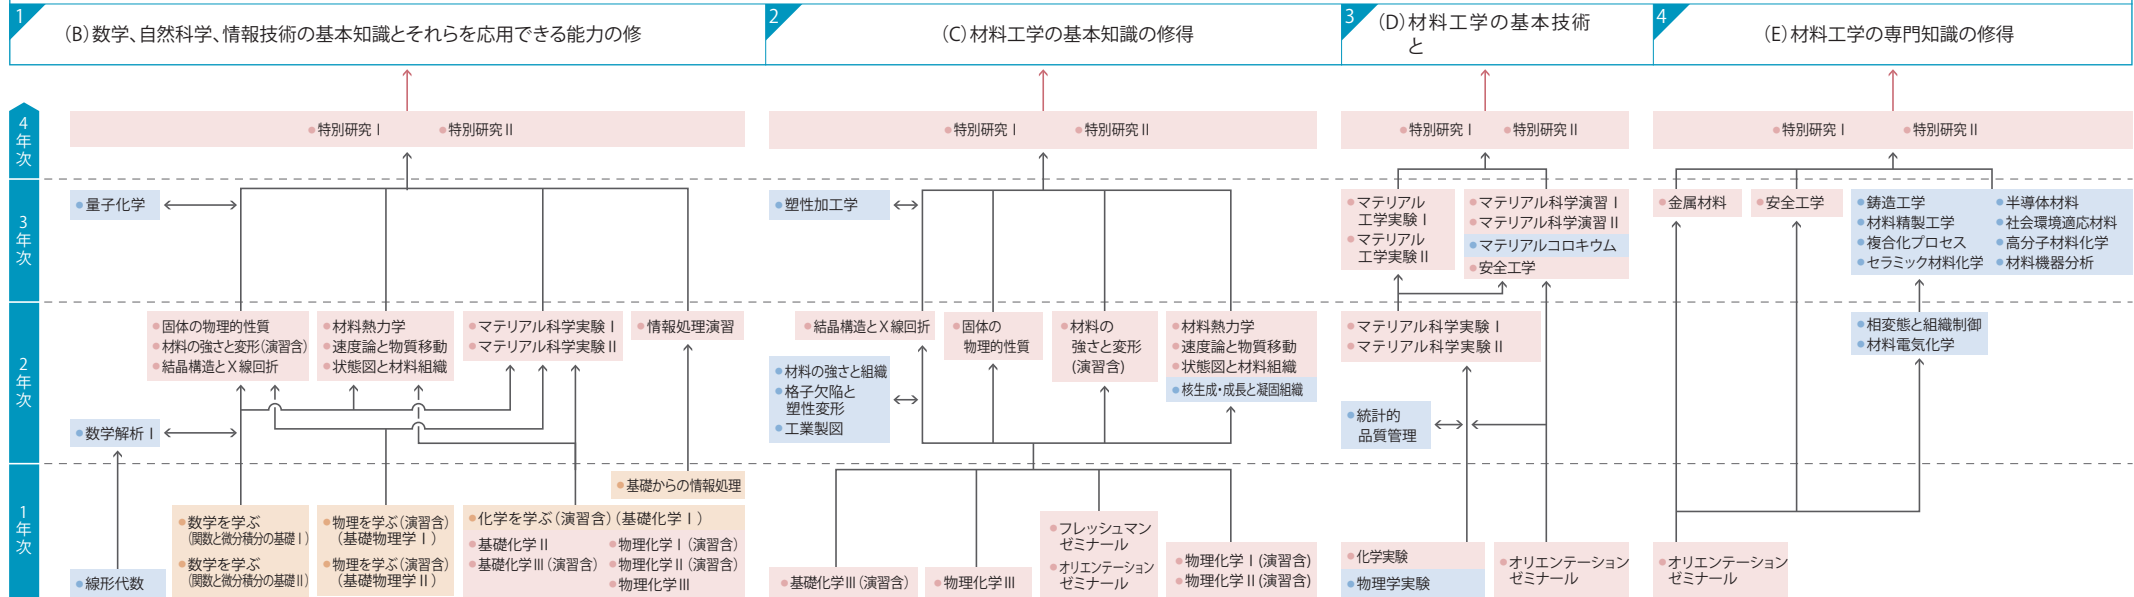 1
(B)数学、自然科学、情報技術の基本知識とそれらを応用できる能力の修
2
(C)材料工学の基本知識の修得
3
(D)材料工学の基本技術
と
4
(E)材料工学の専門知識の修得
4年次
●特別研究Ⅰ ●特別研究Ⅱ
●特別研究Ⅰ ●特別研究Ⅱ
●特別研究Ⅰ ●特別研究Ⅱ
●特別研究Ⅰ ●特別研究Ⅱ
3年次
●量子化学
●塑性加工学
●マテリアル
工学実験Ⅰ
●マテリアル
工学実験Ⅱ
●マテリアル科学演習Ⅰ
●マテリアル科学演習Ⅱ
●マテリアルコロキウム
●安全工学
●金属材料
●安全工学
●鋳造工学
●材料精製工学
●複合化プロセス
●セラミック材料化学
●半導体材料
●社会環境適応材料
●高分子材料化学
●材料機器分析
2年次
●固体の物理的性質
●材料の強さと変形(演習含)
●結晶構造とX線回折
●材料熱力学
●速度論と物質移動
●状態図と材料組織
●マテリアル科学実験Ⅰ
●マテリアル科学実験Ⅱ
●情報処理演習
●数学解析Ⅰ
●結晶構造とX線回折
●固体の
物理的性質
●材料の
強さと変形
(演習含)
●材料熱力学
●速度論と物質移動
●状態図と材料組織
●核生成・成長と凝固組織
●材料の強さと組織
●格子欠陥と
塑性変形
●工業製図
●マテリアル科学実験Ⅰ
●マテリアル科学実験Ⅱ
●統計的
品質管理
●相変態と組織制御
●材料電気化学
1年次
●線形代数
●数学を学ぶ
(関数と微分積分の基礎Ⅰ)
●数学を学ぶ
(関数と微分積分の基礎Ⅱ)
●物理を学ぶ(演習含)
(基礎物理学Ⅰ)
●物理を学ぶ(演習含)
(基礎物理学Ⅱ)
●基礎からの情報処理
●化学を学ぶ(演習含)(基礎化学Ⅰ)
●基礎化学Ⅱ
●基礎化学Ⅲ(演習含)
●物理化学Ⅰ(演習含)
●物理化学Ⅱ(演習含)
●物理化学Ⅲ
●基礎化学Ⅲ(演習含)
●物理化学Ⅲ
●フレッシュマン
ゼミナール
●オリエンテーション
ゼミナール
●物理化学Ⅰ(演習含)
●物理化学Ⅱ(演習含)
●化学実験
●物理学実験
●オリエンテーション
ゼミナール
●オリエンテーション
ゼミナール